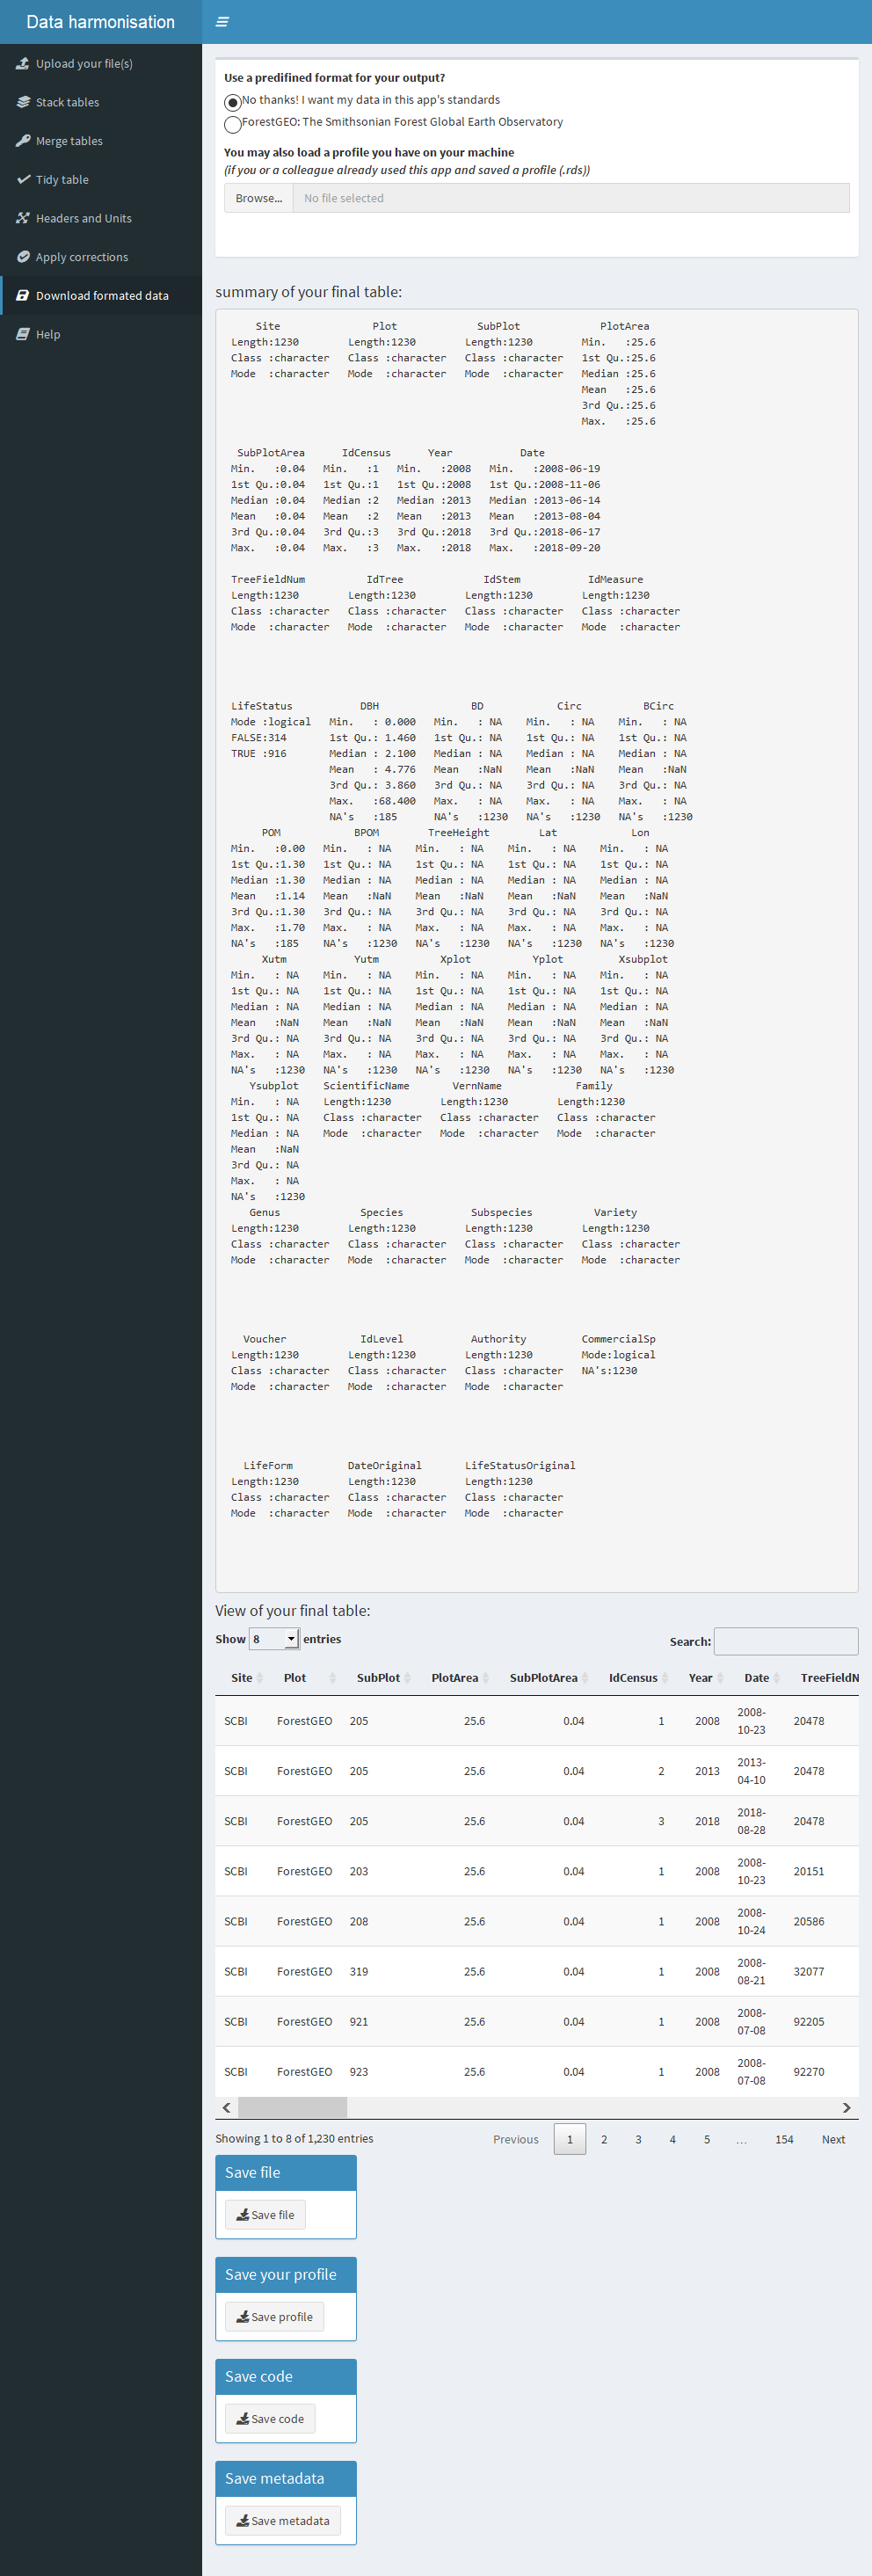 Data harmonisation
Upload your file(s)
Stack tables
Merge tables
Tidy table
Headers and Units
Apply corrections
Download formated data
Help
Use a predifined format for your output?
No thanks! I want my data in this app's standards
ForestGEO: The Smithsonian Forest Global Earth Observatory
You may also load a profile you have on your machine
(if you or a colleague already used this app and saved a profile (.rds))
Browse... No file selected
summary of your final table:
Site Plot SubPlot PlotArea
Length:1230 Length:1230 Length:1230 Min. :25.6
Class :character Class :character Class :character 1st Qu.:25.6
Mode :character Mode :character Mode :character Median :25.6
Mean :25.6
3rd Qu.:25.6
Max. :25.6
SubPlotArea IdCensus Year Date
Min. :0.04 Min. :1 Min. :2008 Min. :2008-06-19
1st Qu.:0.04 1st Qu.:1 1st Qu.:2008 1st Qu.:2008-11-06
Median :0.04 Median :2 Median :2013 Median :2013-06-14
Mean :0.04 Mean :2 Mean :2013 Mean :2013-08-04
3rd Qu.:0.04 3rd Qu.:3 3rd Qu.:2018 3rd Qu.:2018-06-17
Max. :0.04 Max. :3 Max. :2018 Max. :2018-09-20
TreeFieldNum IdTree IdStem IdMeasure
Length:1230 Length:1230 Length:1230 Length:1230
Class :character Class :character Class :character Class :character
Mode :character Mode :character Mode :character Mode :character
LifeStatus DBH BD Circ BCirc
Mode :logical Min. : 0.000 Min. : NA Min. : NA Min. : NA
FALSE:314 1st Qu.: 1.460 1st Qu.: NA 1st Qu.: NA 1st Qu.: NA
TRUE :916 Median : 2.100 Median : NA Median : NA Median : NA
Mean : 4.776 Mean :NaN Mean :NaN Mean :NaN
3rd Qu.: 3.860 3rd Qu.: NA 3rd Qu.: NA 3rd Qu.: NA
Max. :68.400 Max. : NA Max. : NA Max. : NA
NA's :185 NA's :1230 NA's :1230 NA's :1230
POM BPOM TreeHeight Lat Lon
Min. :0.00 Min. : NA Min. : NA Min. : NA Min. : NA
1st Qu.:1.30 1st Qu.: NA 1st Qu.: NA 1st Qu.: NA 1st Qu.: NA
Median :1.30 Median : NA Median : NA Median : NA Median : NA
Mean :1.14 Mean :NaN Mean :NaN Mean :NaN Mean :NaN
3rd Qu.:1.30 3rd Qu.: NA 3rd Qu.: NA 3rd Qu.: NA 3rd Qu.: NA
Max. :1.70 Max. : NA Max. : NA Max. : NA Max. : NA
NA's :185 NA's :1230 NA's :1230 NA's :1230 NA's :1230
Xutm Yutm Xplot Yplot Xsubplot
Min. : NA Min. : NA Min. : NA Min. : NA Min. : NA
1st Qu.: NA 1st Qu.: NA 1st Qu.: NA 1st Qu.: NA 1st Qu.: NA
Median : NA Median : NA Median : NA Median : NA Median : NA
Mean :NaN Mean :NaN Mean :NaN Mean :NaN Mean :NaN
3rd Qu.: NA 3rd Qu.: NA 3rd Qu.: NA 3rd Qu.: NA 3rd Qu.: NA
Max. : NA Max. : NA Max. : NA Max. : NA Max. : NA
NA's :1230 NA's :1230 NA's :1230 NA's :1230 NA's :1230
Ysubplot ScientificName VernName Family
Min. : NA Length:1230 Length:1230 Length:1230
1st Qu.: NA Class :character Class :character Class :character
Median : NA Mode :character Mode :character Mode :character
Mean :NaN
3rd Qu.: NA
Max. : NA
NA's :1230
Genus Species Subspecies Variety
Length:1230 Length:1230 Length:1230 Length:1230
Class :character Class :character Class :character Class :character
Mode :character Mode :character Mode :character Mode :character
Voucher IdLevel Authority CommercialSp
Length:1230 Length:1230 Length:1230 Mode:logical
Class :character Class :character Class :character NA's:1230
Mode :character Mode :character Mode :character
LifeForm DateOriginal LifeStatusOriginal
Length:1230 Length:1230 Length:1230
Class :character Class :character Class :character
Mode :character Mode :character Mode :character
View of your final table:
Show 8 entries Search:
Site Plot SubPlot PlotArea SubPlotArea IdCensus Year Date TreeFieldN
SCBI ForestGEO 205 25.6 0.04 1 2008 2008-10-23 20478
SCBI ForestGEO 205 25.6 0.04 2 2013 2013-04-10 20478
SCBI ForestGEO 205 25.6 0.04 3 2018 2018-08-28 20478
SCBI ForestGEO 203 25.6 0.04 1 2008 2008-10-23 20151
SCBI ForestGEO 208 25.6 0.04 1 2008 2008-10-24 20586
SCBI ForestGEO 319 25.6 0.04 1 2008 2008-08-21 32077
SCBI ForestGEO 921 25.6 0.04 1 2008 2008-07-08 92205
SCBI ForestGEO 923 25.6 0.04 1 2008 2008-07-08 92270
Showing 1 to 8 of 1,230 entries Previous 1 2 3 4 5 … 154 Next
Save file
Save file
Save your profile
Save profile
Save code
Save code
Save metadata
Save metadata